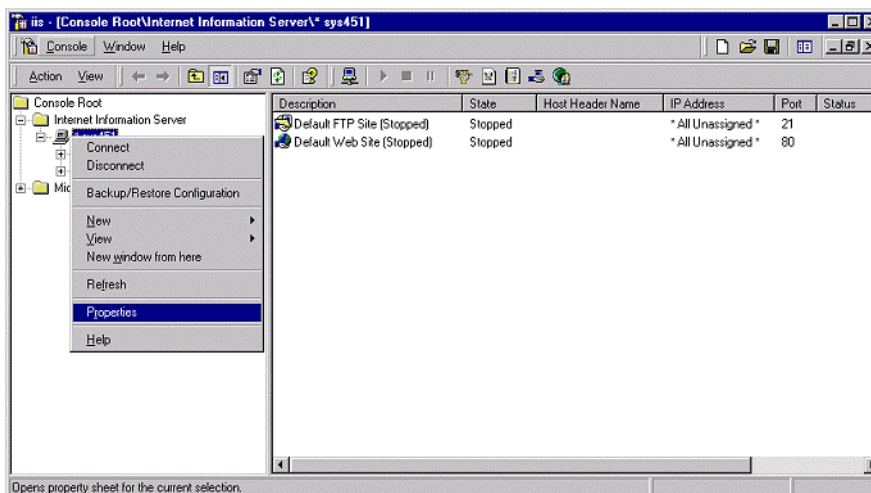 iis - [Console Root\Internet Information Server\* sys451]
Console Window Help
Action View
Console Root
Internet Information Server
Connect
Disconnect
Backup/Restore Configuration
New
View
New window from here
Refresh
Properties
Help
Description State Host Header Name IP Address Port Status
Default FTP Site (Stopped) Stopped * All Unassigned * 21
Default Web Site (Stopped) Stopped * All Unassigned * 80
Opens property sheet for the current selection.